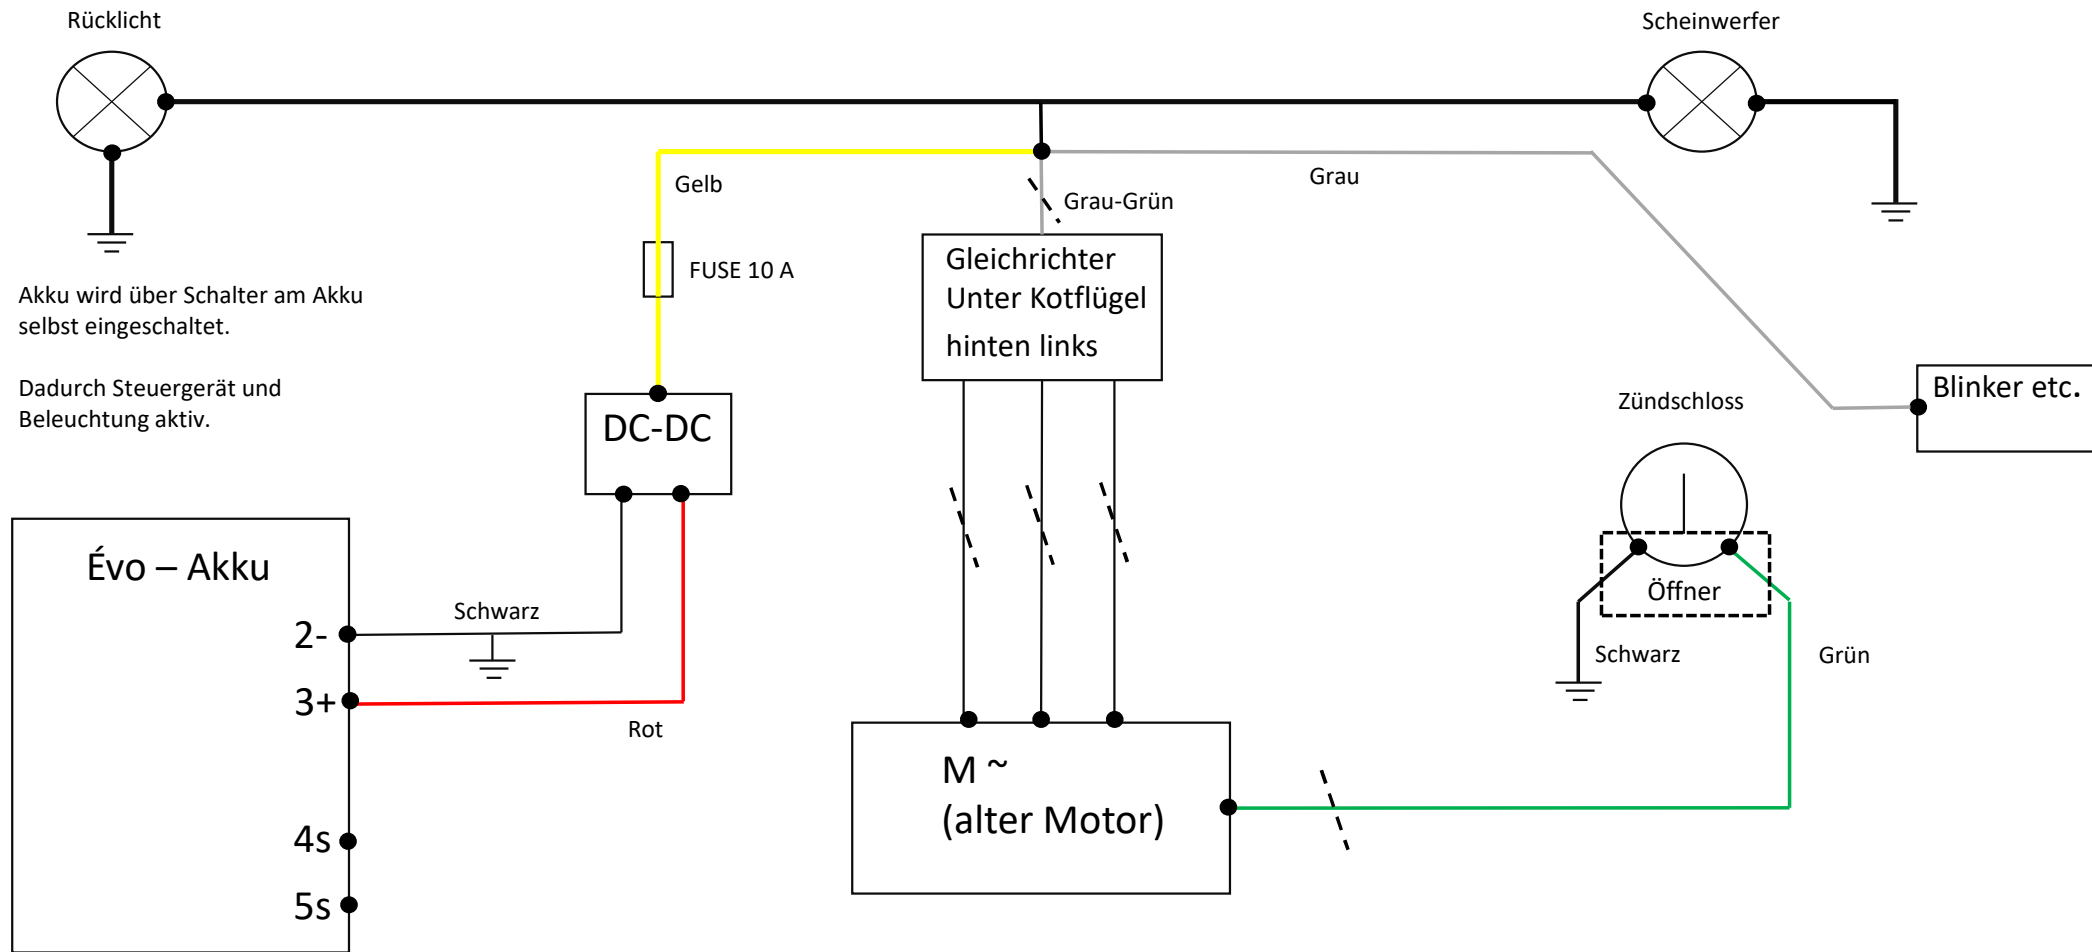 Rücklicht
Scheinwerfer
Gelb
Grau
Grau-Grün
FUSE 10 A
Gleichrichter
Unter Kotflügel
hinten links
Akku wird über Schalter am Akku
selbst eingeschaltet.
Dadurch Steuergerät und
Beleuchtung aktiv.
DC-DC
Blinker etc.
Zündschloss
Évo – Akku
Öffner
Schwarz
2-
Schwarz
Grün
3+
Rot
M ~
(alter Motor)
4s
5s